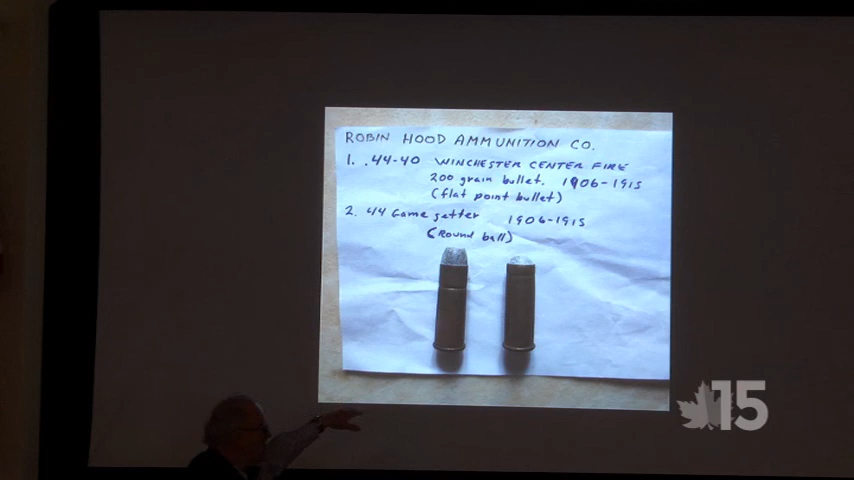 ROBIN HOOD AMMUNITION CO.
1. .44-40 WINCHESTER CENTER FIRE
200 grain bullet. 1906-1915
(flat point bullet)
2. 44 Game getter 1906-1915
(Round ball)
15